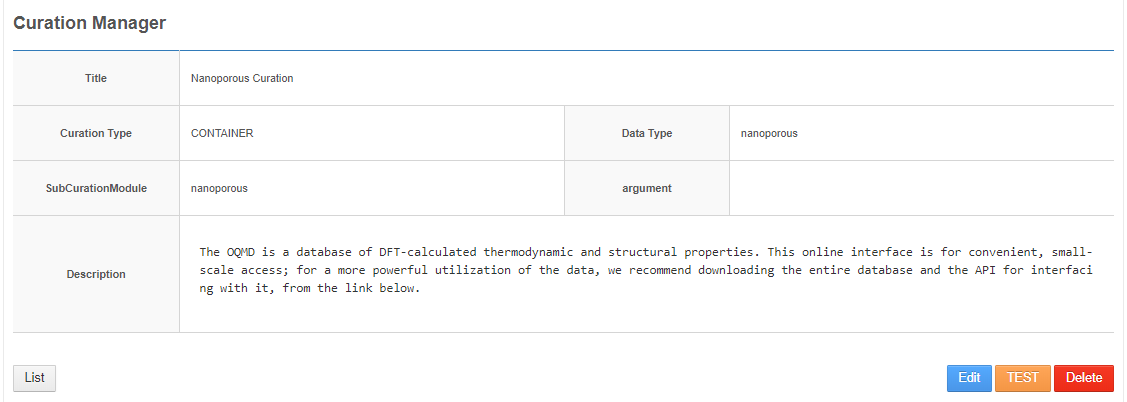 Curation Manager
Title Nanoporous Curation
Curation Type CONTAINER Data Type nanoporous
SubCurationModule nanoporous argument
Description
The OQMD is a database of DFT-calculated thermodynamic and structural properties. This online interface is for convenient, small-
scale access; for a more powerful utilization of the data, we recommend downloading the entire database and the API for interfaci
ng with it, from the link below.
List Edit TEST Delete